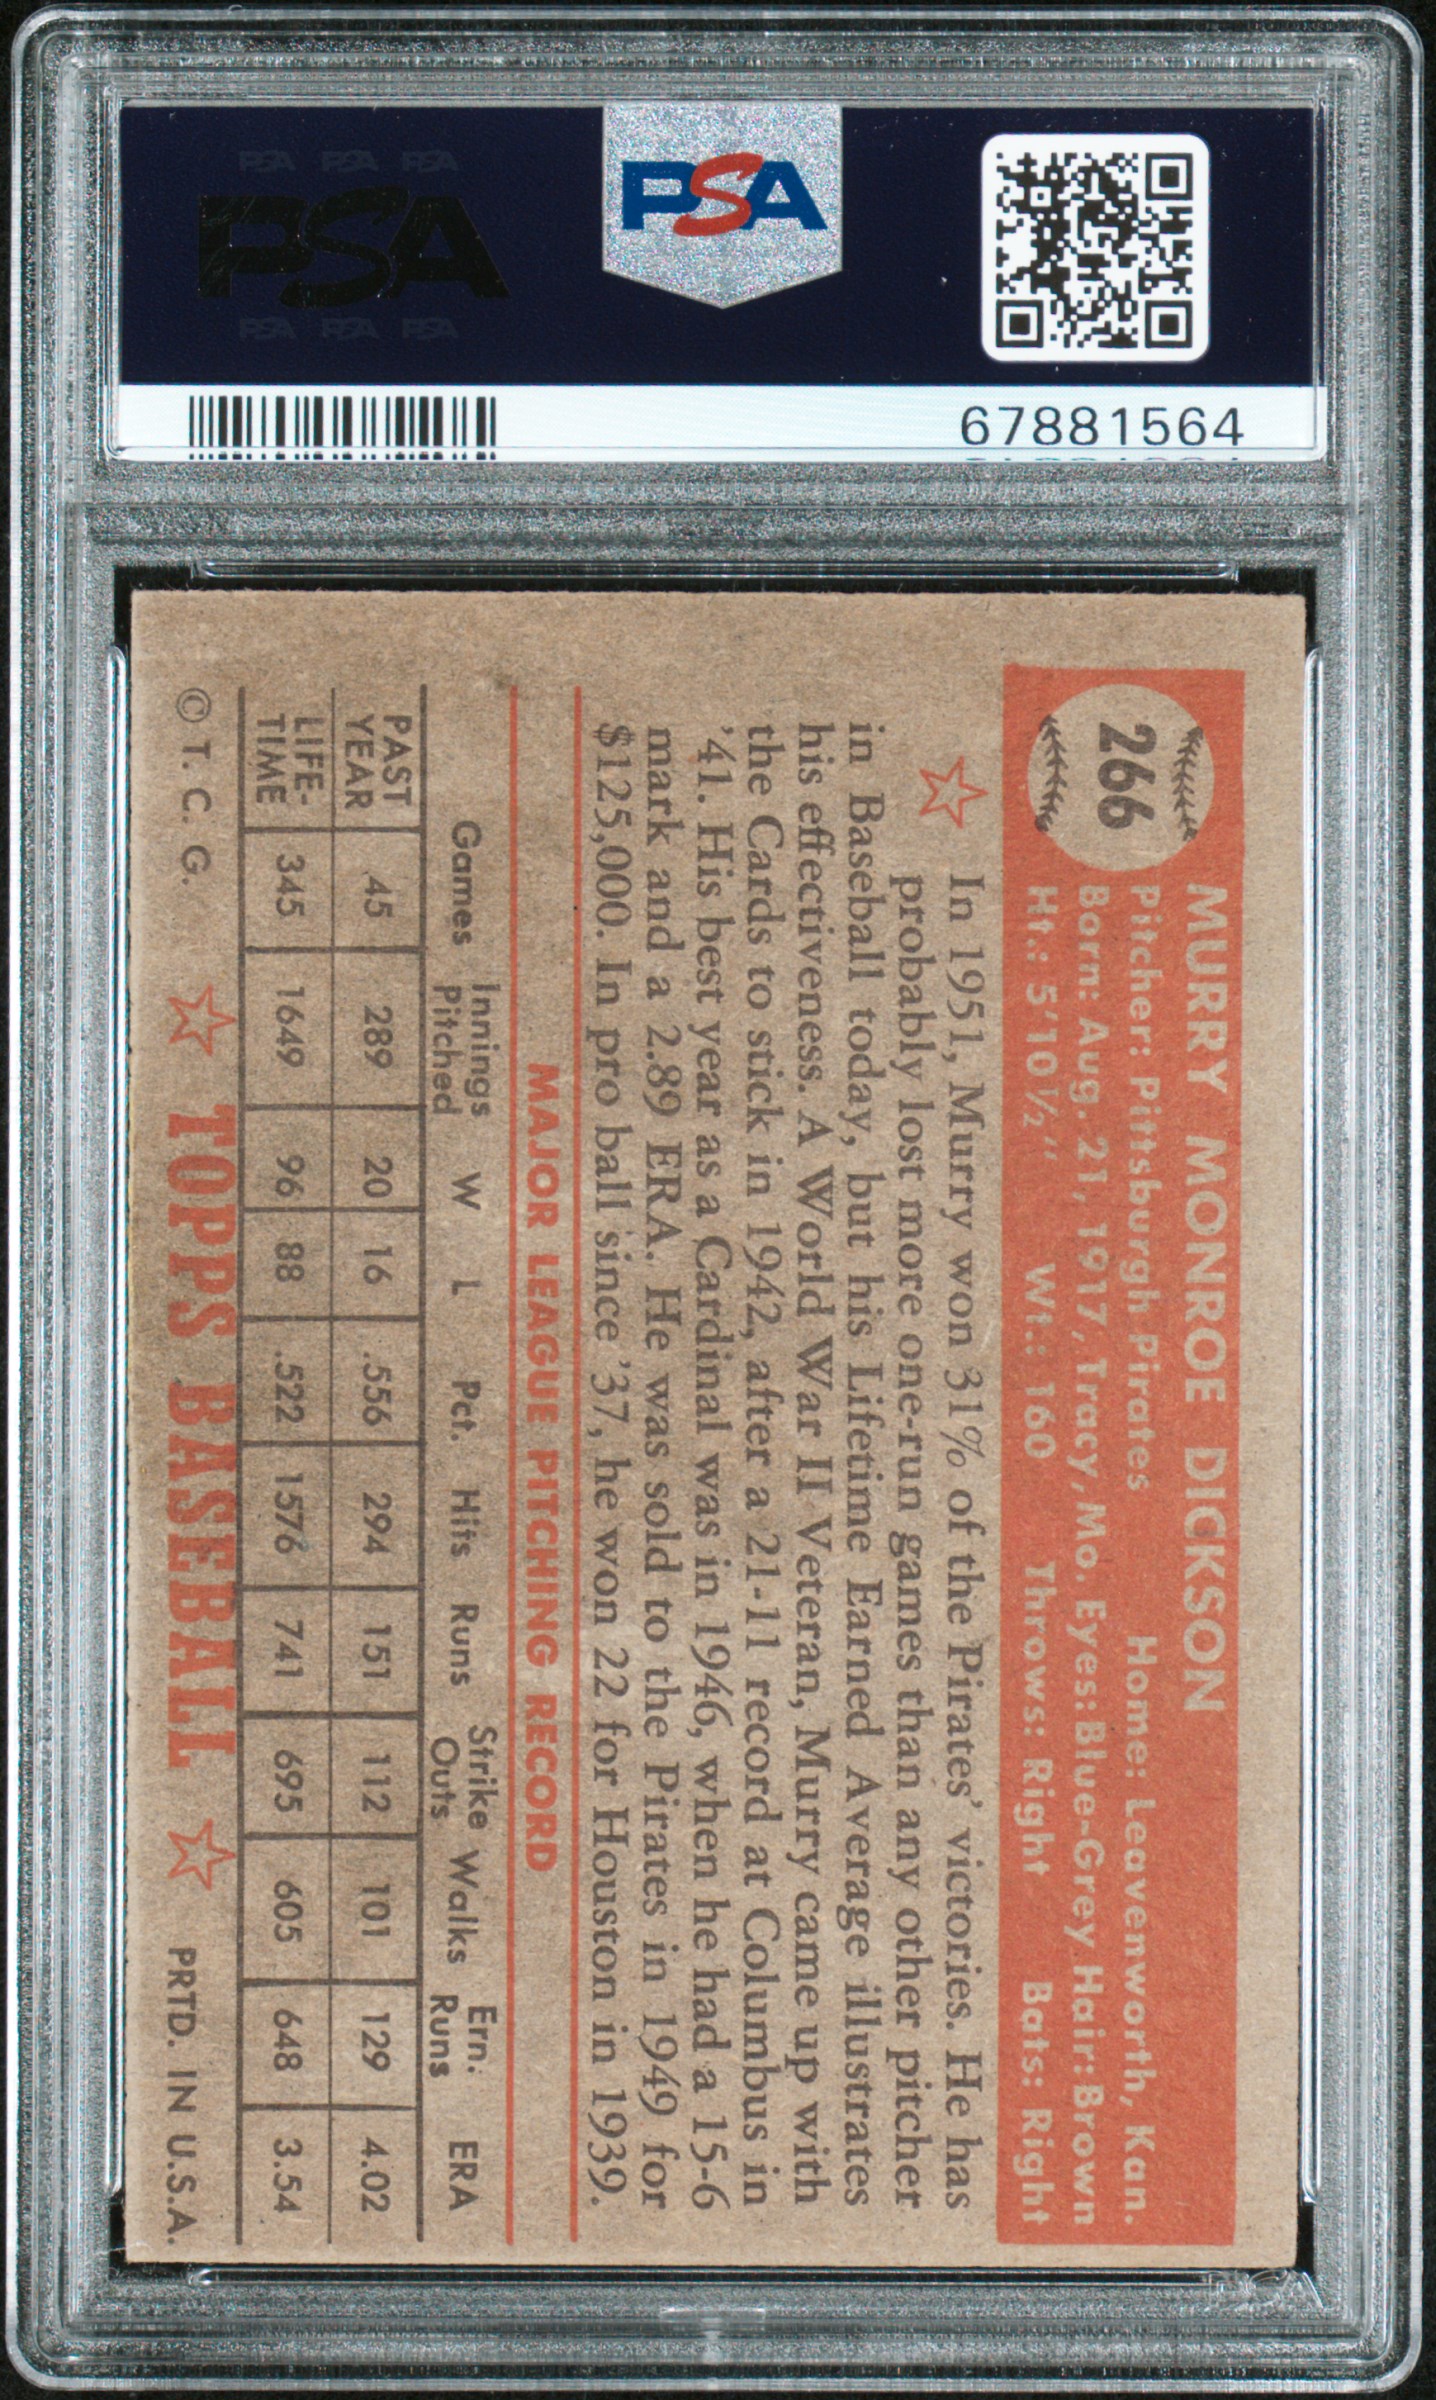 PSA PSA PSA
PSA
PSA PSA PSA
PSA
67881564
266
MURRY MONROE DICKSON
Pitcher: Pittsburgh Pirates Home: Leavenworth, Kan.
Born: Aug. 21, 1917, Tracy, Mo. Eyes: Blue-Grey Hair: Brown
Ht.: 5'10½" Wt.: 160 Throws: Right Bats: Right
In 1951, Murry won 31% of the Pirates' victories. He has
probably lost more one-run games than any other pitcher
in Baseball today, but his Lifetime Earned Average illustrates
his effectiveness. A World War II Veteran, Murry came up with
the Cards to stick in 1942, after a 21-11 record at Columbus in
'41. His best year as a Cardinal was in 1946, when he had a 15-6
mark and a 2.89 ERA. He was sold to the Pirates in 1949 for
$125,000. In pro ball since '37, he won 22 for Houston in 1939.
MAJOR LEAGUE PITCHING RECORD
Games Innings Pitched W L Pct. Hits Runs Strike Outs Walks Ern. Runs ERA
PAST YEAR 45 289 20 16 .556 294 151 112 101 129 4.02
LIFE-TIME 345 1649 96 88 .522 1576 741 695 605 648 3.54
© T. C. G. TOPPS BASEBALL PRTD. IN U.S.A.